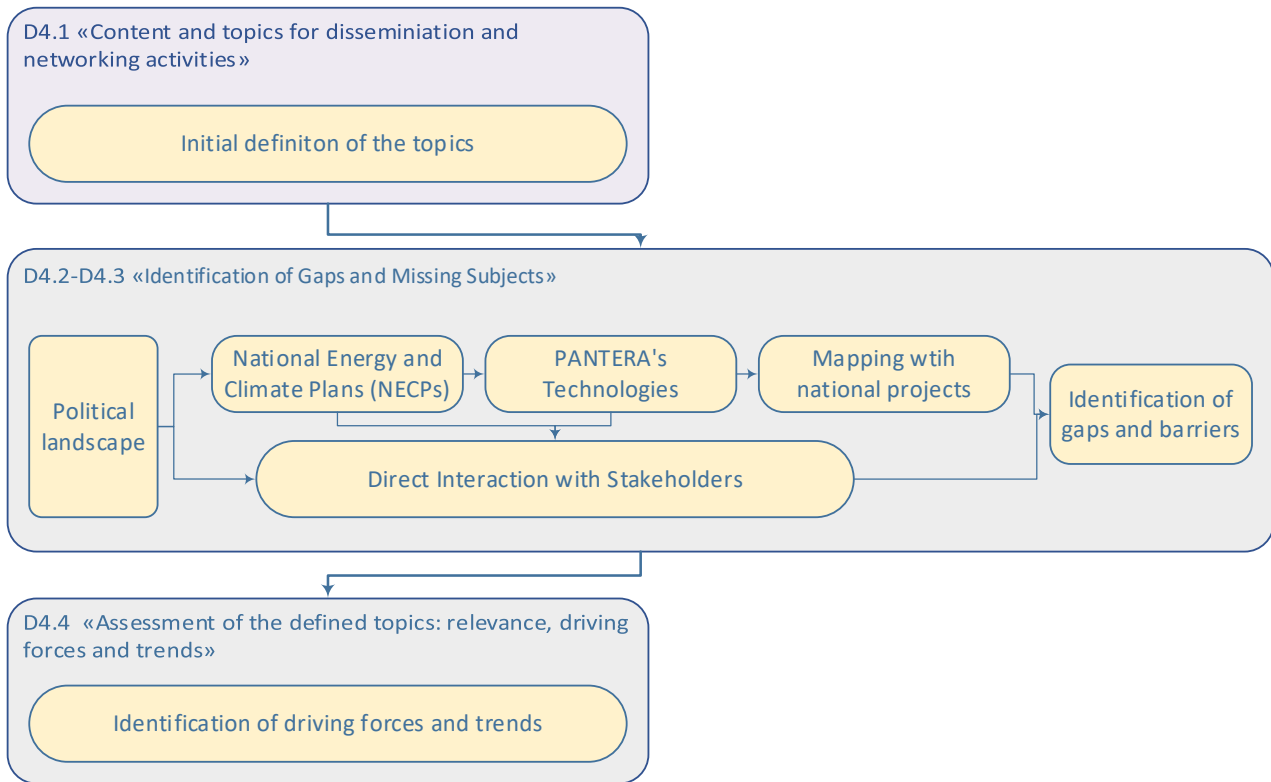 D4.1 «Content and topics for disseminiation and
networking activities»
Initial definiton of the topics
D4.2-D4.3 «Identification of Gaps and Missing Subjects»
Political
landscape
National Energy and
Climate Plans (NECPs)
PANTERA's
Technologies
Mapping wtih
national projects
Identification of
gaps and barriers
Direct Interaction with Stakeholders
D4.4 «Assessment of the defined topics: relevance, driving
forces and trends»
Identification of driving forces and trends